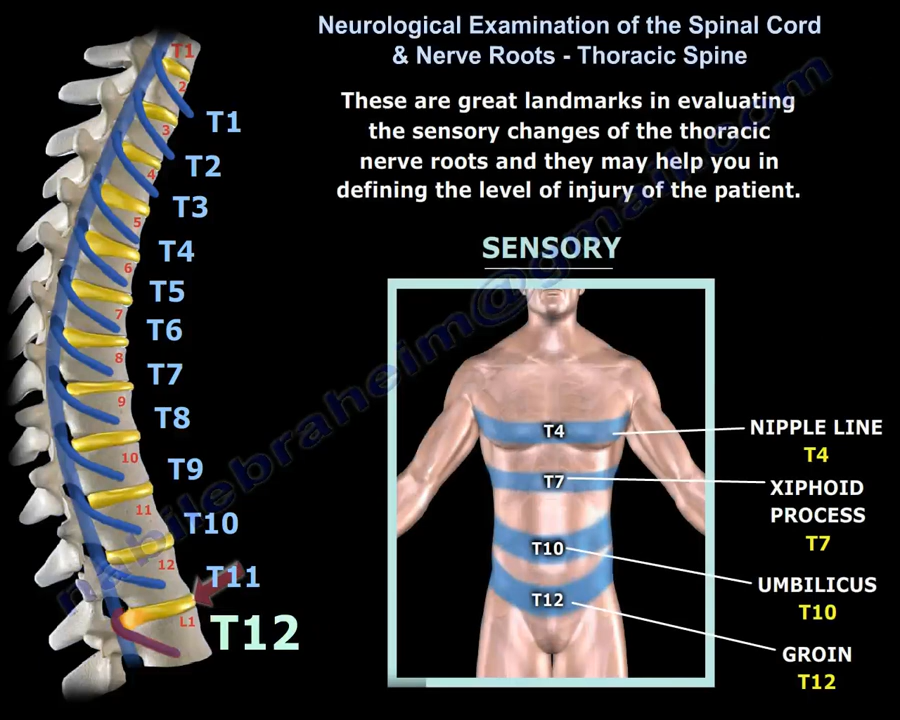 Neurological Examination of the Spinal Cord
& Nerve Roots - Thoracic Spine
These are great landmarks in evaluating
the sensory changes of the thoracic
nerve roots and they may help you in
defining the level of injury of the patient.
SENSORY
T1
2
3
4
5
6
7
8
9
10
11
12
L1
T1
T2
T3
T4
T5
T6
T7
T8
T9
T10
T11
T12
T4
T7
T10
T12
NIPPLE LINE
T4
XIPHOID
PROCESS
T7
UMBILICUS
T10
GROIN
T12
nabilebraheim@gmail.com